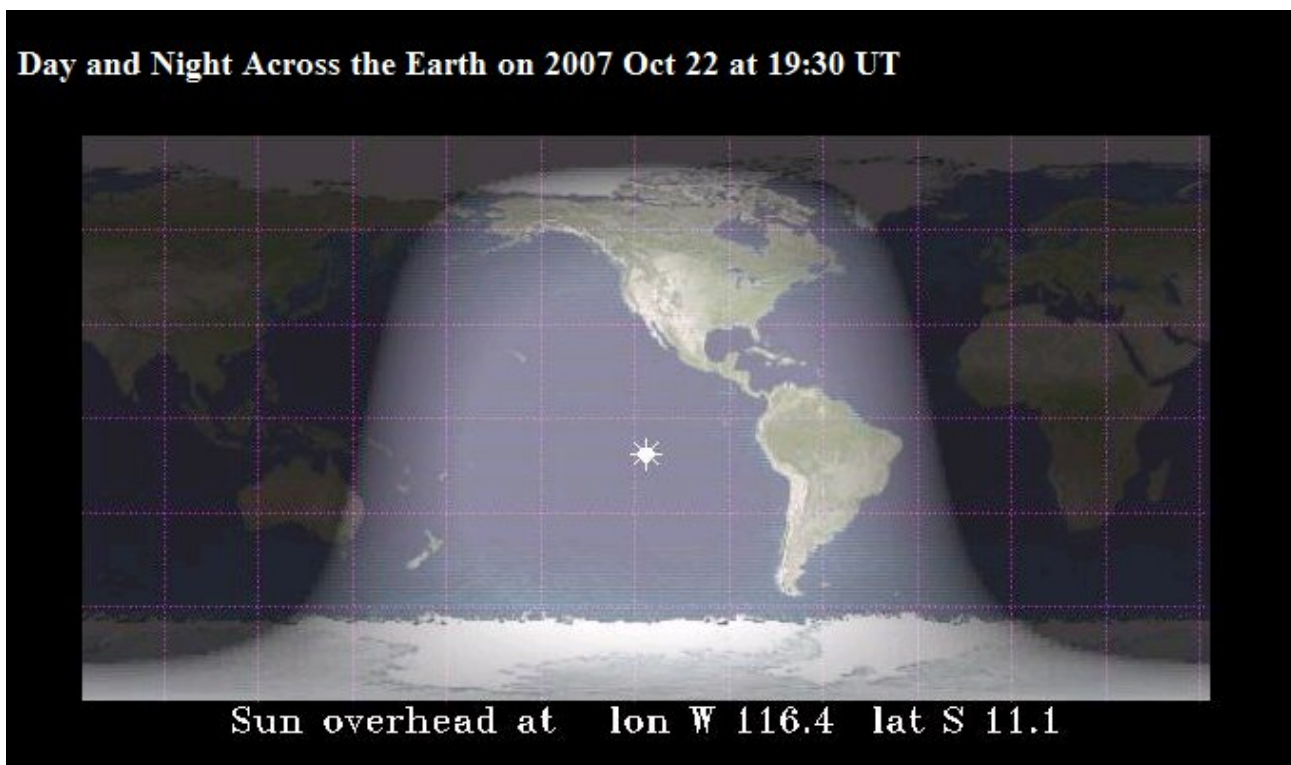 Day and Night Across the Earth on 2007 Oct 22 at 19:30 UT
Sun overhead at lon W 116.4 lat S 11.1